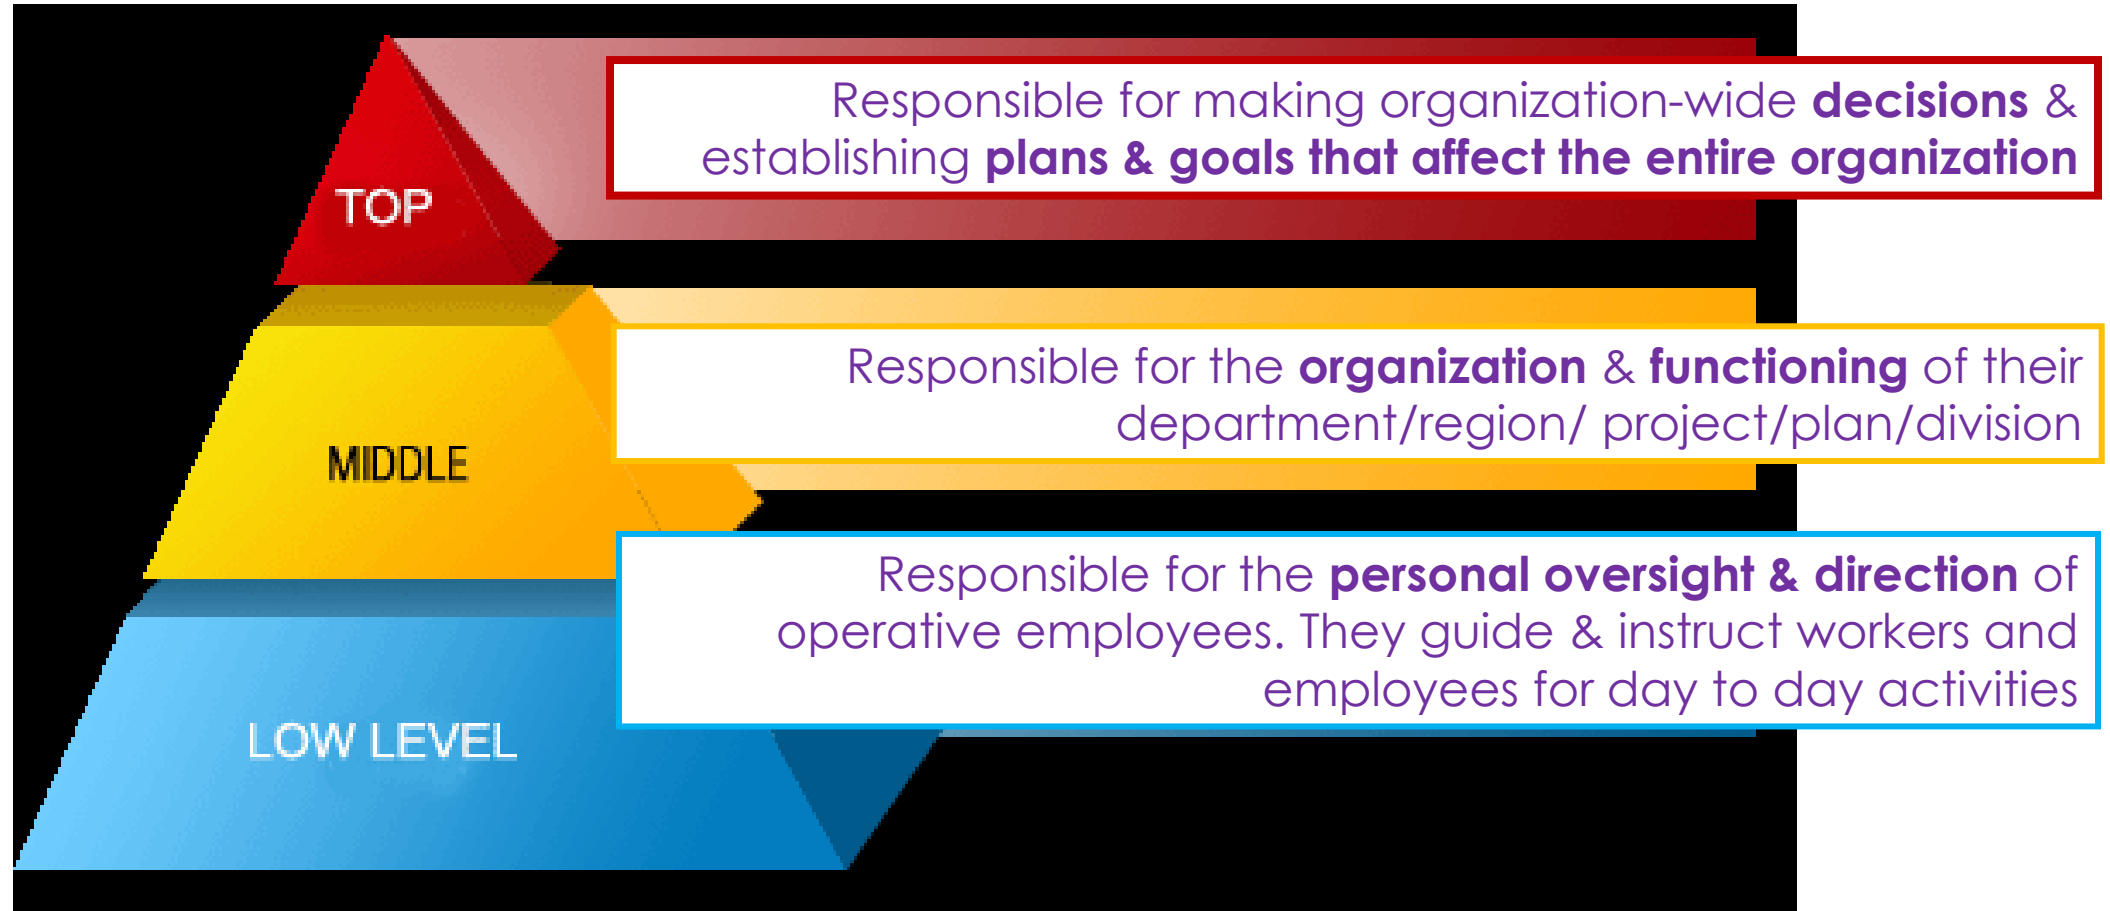 TOP
Responsible for making organization-wide decisions &
establishing plans & goals that affect the entire organization
MIDDLE
Responsible for the organization & functioning of their
department/region/ project/plan/division
LOW LEVEL
Responsible for the personal oversight & direction of
operative employees. They guide & instruct workers and
employees for day to day activities